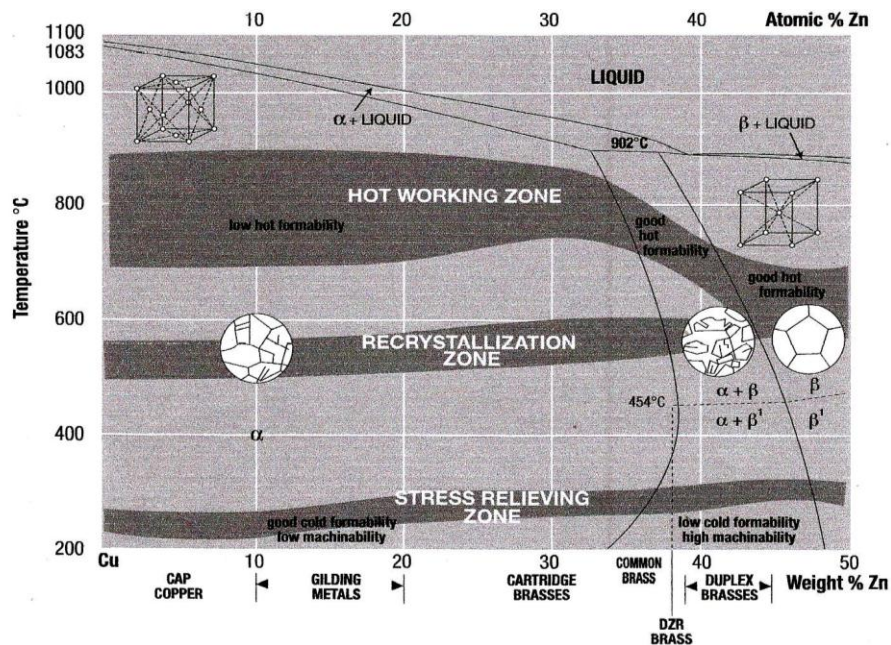 10 20 30 40 Atomic % Zn
1100
1083
1000
800
600
400
200
Temperature °C
LIQUID
α + LIQUID
902°C
β + LIQUID
HOT WORKING ZONE
low hot formability
good
hot
formability
good hot
formability
RECRYSTALLIZATION
ZONE
454°C
α + β
β
α + β¹
β¹
α
STRESS RELIEVING
ZONE
good cold formability
low machinability
low cold formability
high machinability
Cu 10 20 30 40 50
Weight % Zn
CAP
COPPER
GILDING
METALS
CARTRIDGE
BRASSES
COMMON
BRASS
DUPLEX
BRASSES
DZR
BRASS